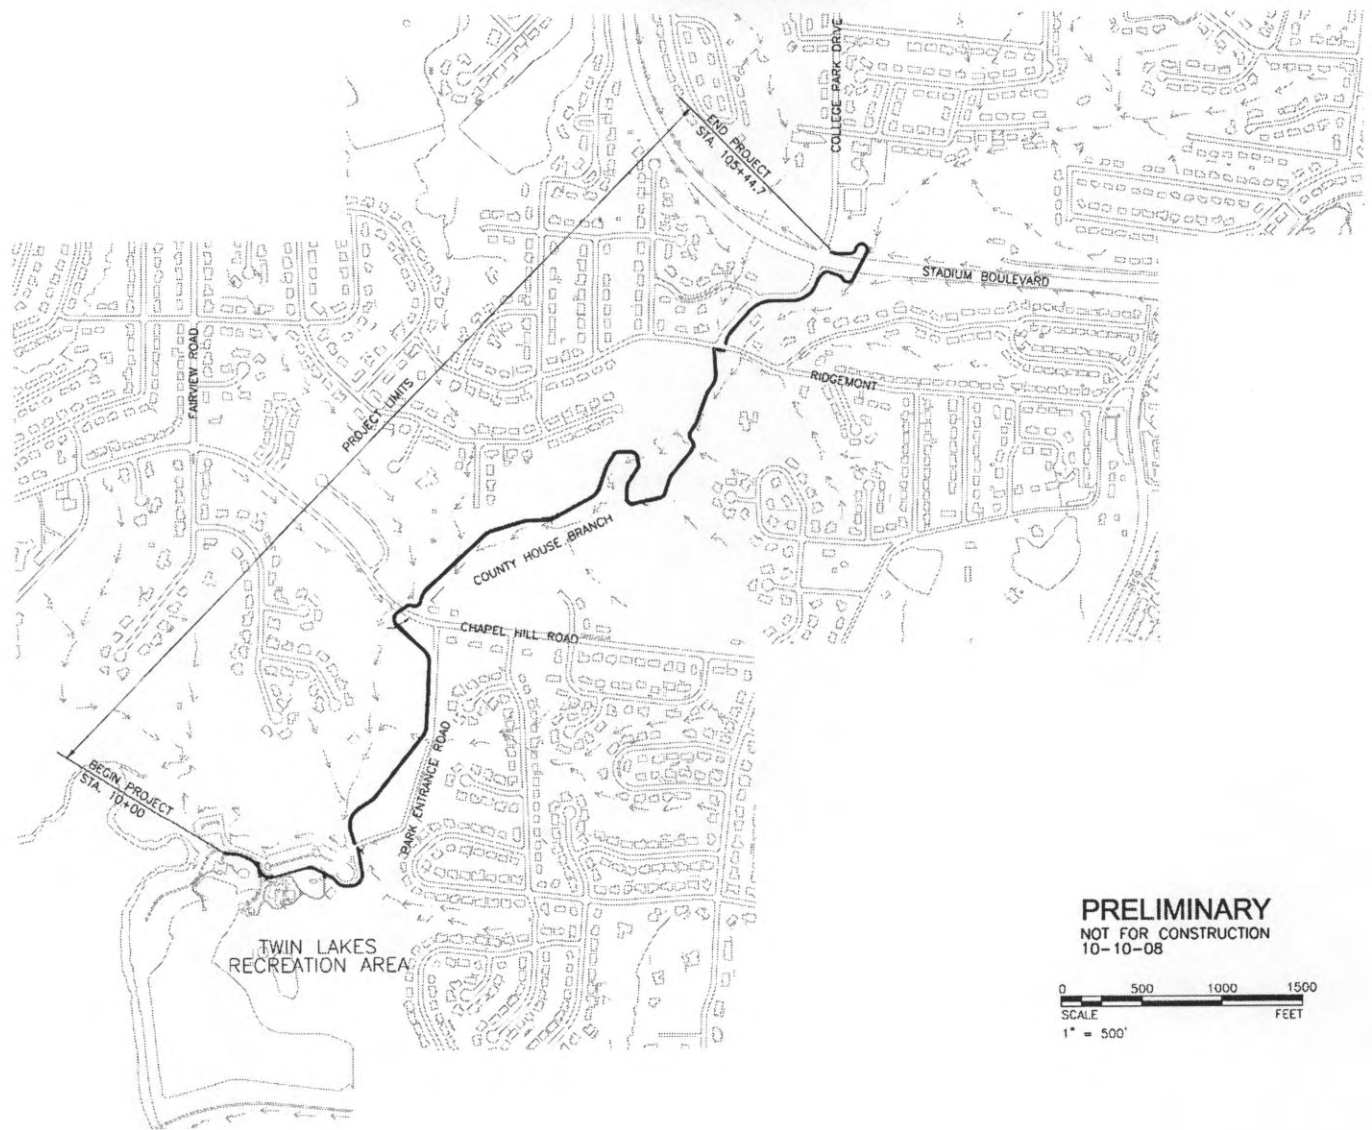 COLLEGE PARK DRIVE
END PROJECT
STA. 105+44.7
STADIUM BOULEVARD
FAIRVIEW ROAD
PROJECT LIMITS
RIDGEMONT
COUNTY HOUSE BRANCH
CHAPEL HILL ROAD
PARK ENTRANCE ROAD
BEGIN PROJECT
STA. 10+00
TWIN LAKES
RECREATION AREA
PRELIMINARY
NOT FOR CONSTRUCTION
10-10-08
0 500 1000 1500
SCALE FEET
1" = 500'